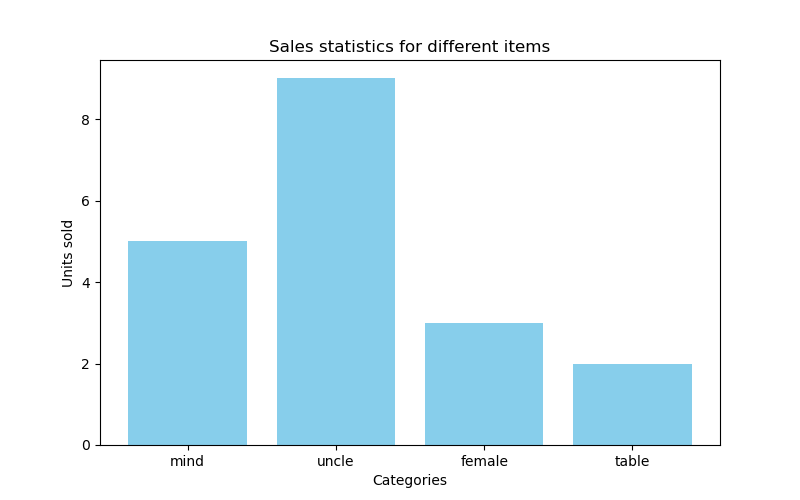 Sales statistics for different items
Units sold
8
6
4
2
0
mind uncle female table
Categories